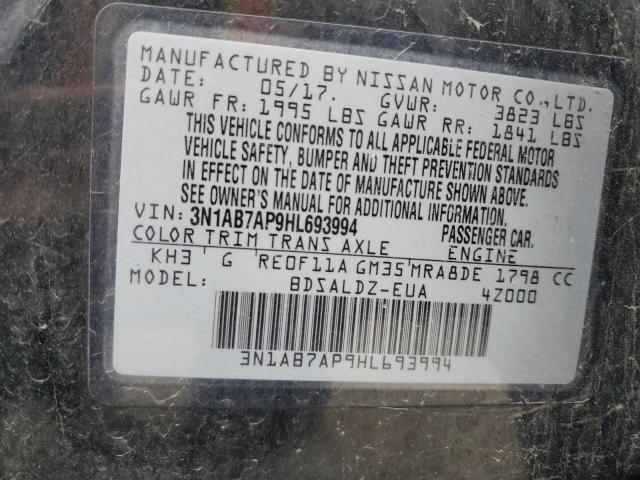 MANUFACTURED BY NISSAN MOTOR CO.,LTD.
DATE: 05/17. GVWR: 3823 LBS
GAWR FR: 1995 LBS GAWR RR: 1841 LBS
THIS VEHICLE CONFORMS TO ALL APPLICABLE FEDERAL MOTOR
VEHICLE SAFETY, BUMPER AND THEFT PREVENTION STANDARDS
IN EFFECT ON THE DATE OF MANUFACTURE SHOWN ABOVE.
SEE OWNER'S MANUAL FOR ADDITIONAL INFORMATION.
VIN: 3N1AB7AP9HL693994 PASSENGER CAR.
COLOR TRIM TRANS AXLE ENGINE
KH3 G RE0F11A GM35 MRA8DE 1798 CC
MODEL: BDSALDZ-EUA 4Z000
3N1AB7AP9HL693994